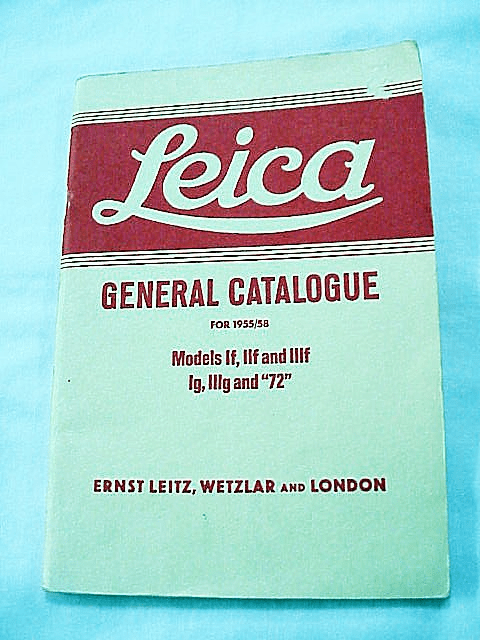 Leica
GENERAL CATALOGUE
FOR 1955/58
Models If, IIf and IIIf
Ig, IIIg and "72"
ERNST LEITZ, WETZLAR AND LONDON